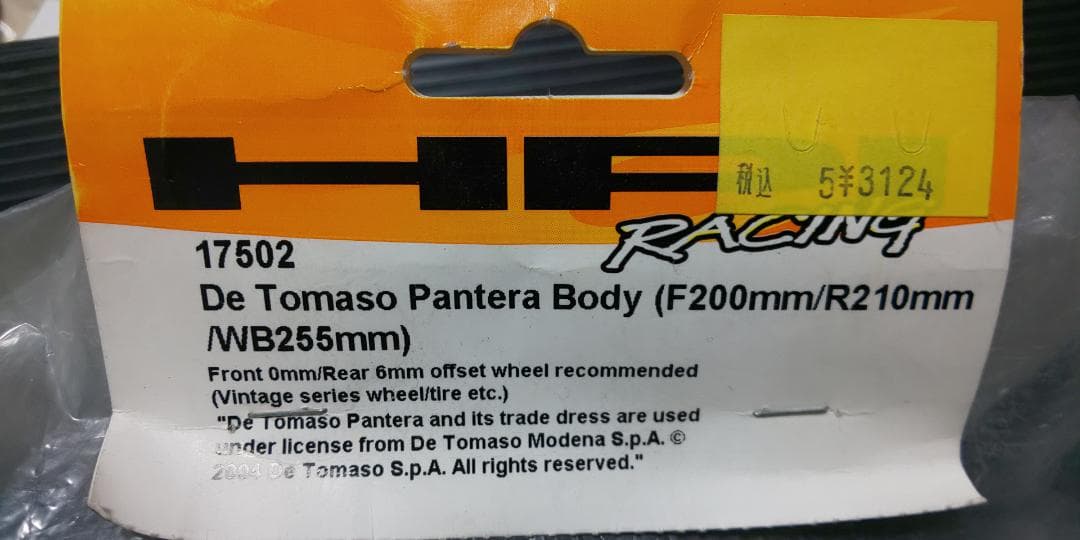 HPI
RACING
税込 5¥3124
17502
De Tomaso Pantera Body (F200mm/R210mm
/WB255mm)
Front 0mm/Rear 6mm offset wheel recommended
(Vintage series wheel/tire etc.)
"De Tomaso Pantera and its trade dress are used
under license from De Tomaso Modena S.p.A. ©
2004 De Tomaso S.p.A. All rights reserved."